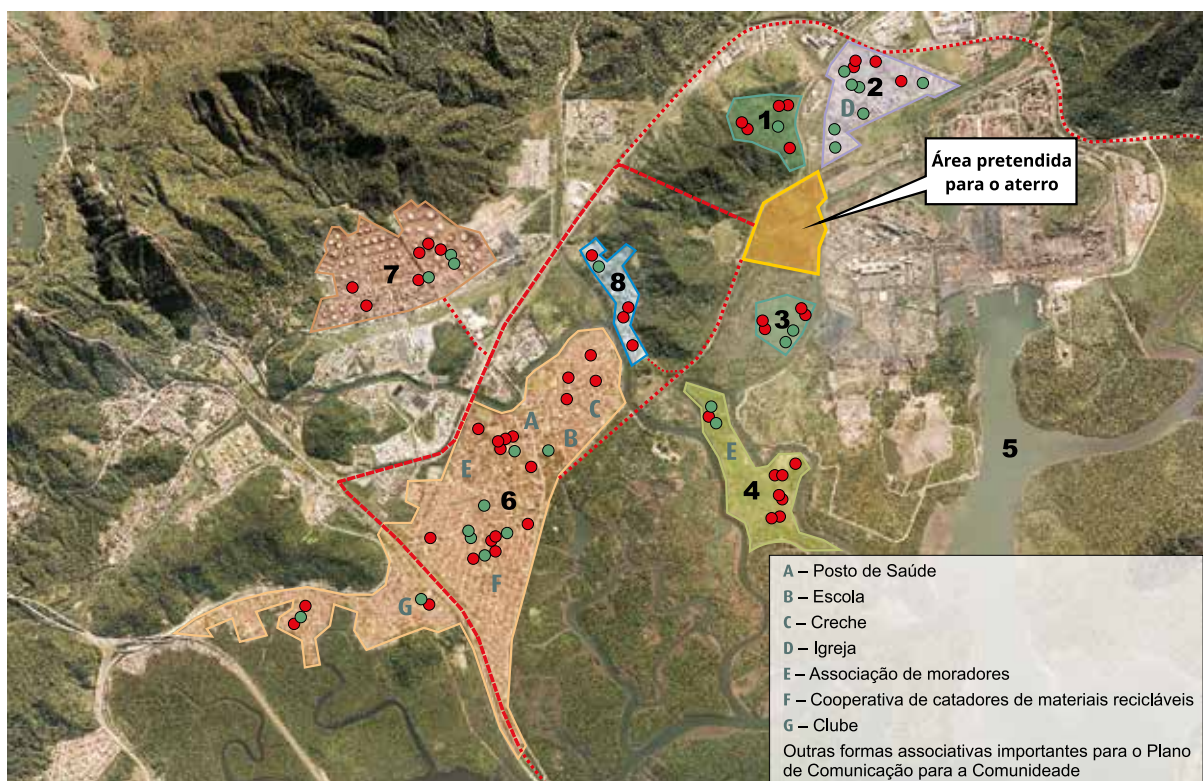 1
2
D
Área pretendida
para o aterro
7
8
3
A
C
B
E
E
4
5
6
F
G
A – Posto de Saúde
B – Escola
C – Creche
D – Igreja
E – Associação de moradores
F – Cooperativa de catadores de materiais recicláveis
G – Clube
Outras formas associativas importantes para o Plano
de Comunicação para a Comunideade